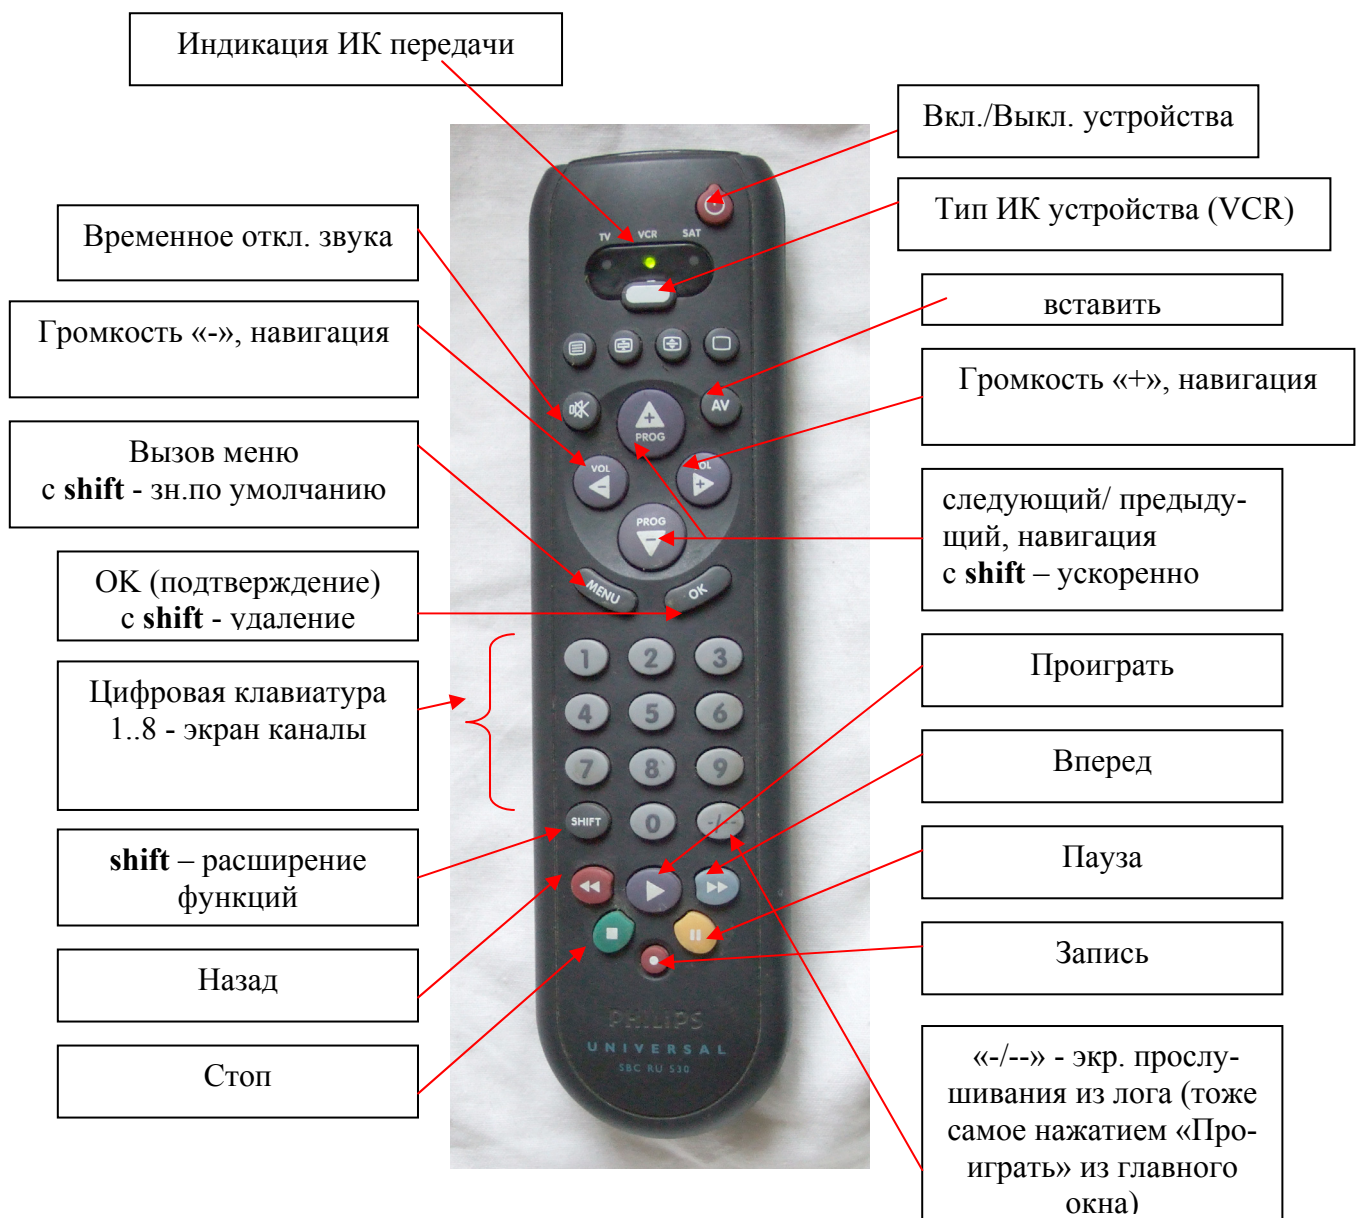 Индикация ИК передачи
Вкл./Выкл. устройства
Тип ИК устройства (VCR)
Временное откл. звука
вставить
Громкость «-», навигация
Громкость «+», навигация
Вызов меню
с shift - зн.по умолчанию
следующий/ предыду-
щий, навигация
с shift – ускоренно
OK (подтверждение)
с shift - удаление
Проиграть
Цифровая клавиатура
1..8 - экран каналы
Вперед
shift – расширение
функций
Пауза
Назад
Запись
Стоп
«-/--» - экр. прослу-
шивания из лога (тоже
самое нажатием «Про-
играть» из главного
окна)
TV VCR SAT
AV
PROG
VOL
VOL
PROG
MENU
OK
1 2 3
4 5 6
7 8 9
SHIFT 0 -/--
PHILIPS
UNIVERSAL
SBC RU 530